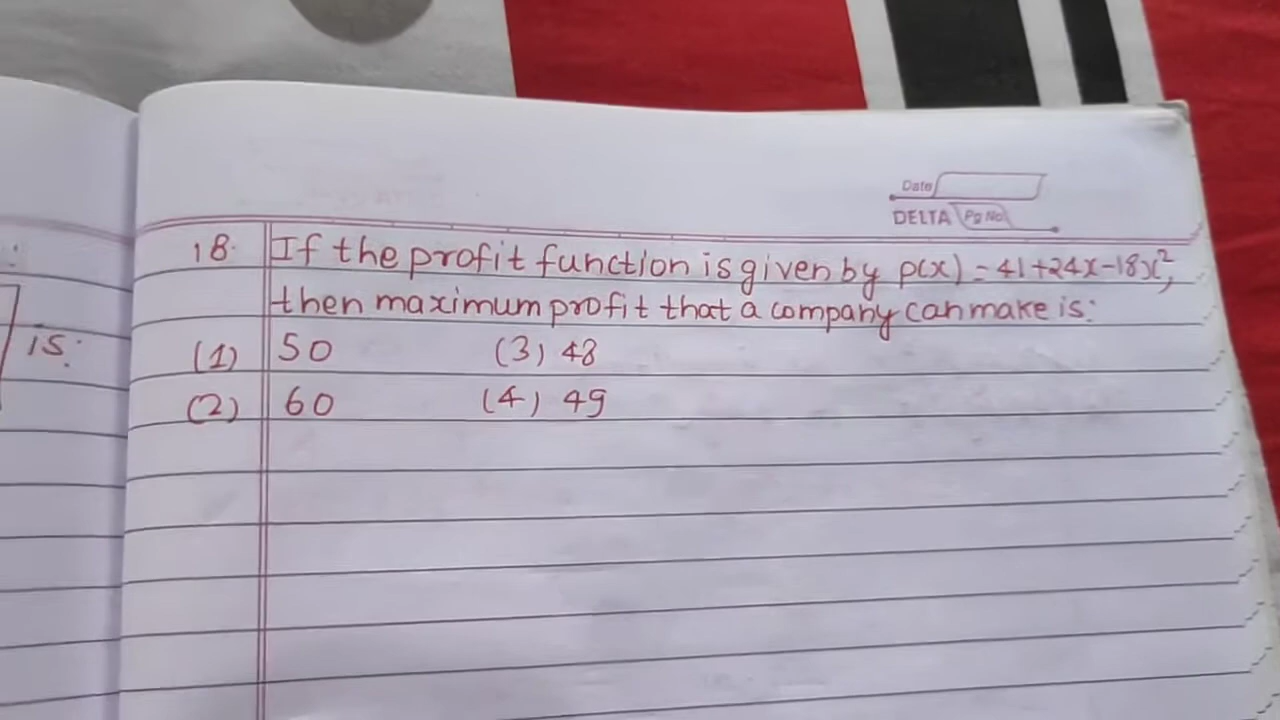 Date
DELTA Pg No
18. If the profit function is given by p(x) = 41+24x-18x²,
then maximum profit that a company can make is:
(1) 50 (3) 48
(2) 60 (4) 49
is: